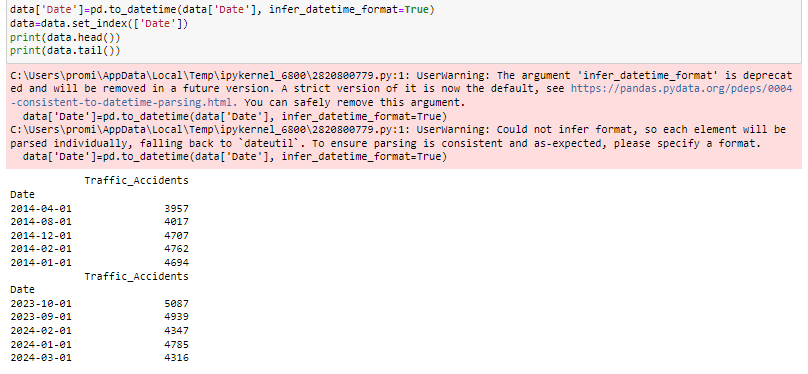 data['Date']=pd.to_datetime(data['Date'], infer_datetime_format=True)
data=data.set_index(['Date'])
print(data.head())
print(data.tail())
C:\Users\promi\AppData\Local\Temp\ipykernel_6800\2820800779.py:1: UserWarning: The argument 'infer_datetime_format' is deprecat
ed and will be removed in a future version. A strict version of it is now the default, see https://pandas.pydata.org/pdeps/0004
-consistent-to-datetime-parsing.html. You can safely remove this argument.
  data['Date']=pd.to_datetime(data['Date'], infer_datetime_format=True)
C:\Users\promi\AppData\Local\Temp\ipykernel_6800\2820800779.py:1: UserWarning: Could not infer format, so each element will be
parsed individually, falling back to `dateutil`. To ensure parsing is consistent and as-expected, please specify a format.
  data['Date']=pd.to_datetime(data['Date'], infer_datetime_format=True)
            Traffic_Accidents
Date
2014-04-01               3957
2014-08-01               4017
2014-12-01               4707
2014-02-01               4762
2014-01-01               4694
            Traffic_Accidents
Date
2023-10-01               5087
2023-09-01               4939
2024-02-01               4347
2024-01-01               4785
2024-03-01               4316